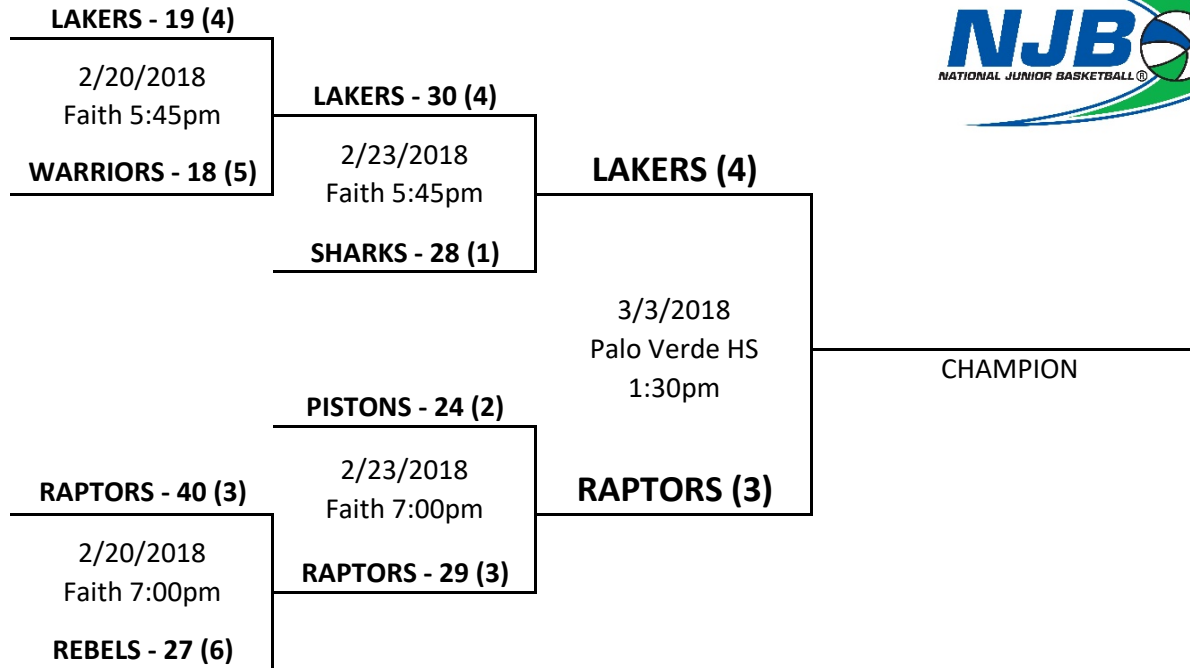 LAKERS - 19 (4)
2/20/2018
Faith 5:45pm
WARRIORS - 18 (5)
LAKERS - 30 (4)
2/23/2018
Faith 5:45pm
SHARKS - 28 (1)
LAKERS (4)
NJB
NATIONAL JUNIOR BASKETBALL®
3/3/2018
Palo Verde HS
1:30pm
CHAMPION
PISTONS - 24 (2)
2/23/2018
Faith 7:00pm
RAPTORS - 29 (3)
RAPTORS (3)
RAPTORS - 40 (3)
2/20/2018
Faith 7:00pm
REBELS - 27 (6)